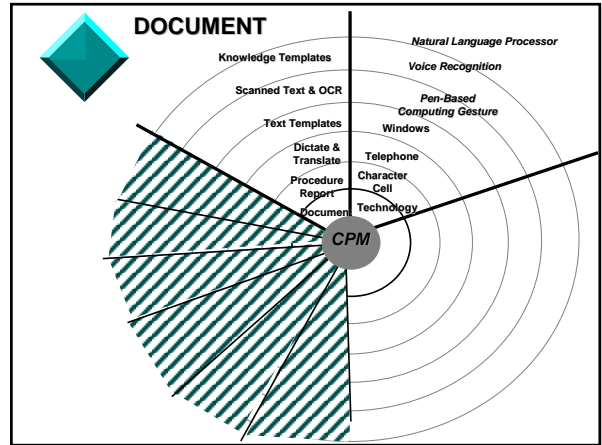 DOCUMENT
Knowledge Templates
Scanned Text & OCR
Text Templates
Dictate &
Translate
Procedure
Report
Document
Natural Language Processor
Voice Recognition
Pen-Based
Computing Gesture
Windows
Telephone
Character
Cell
Technology
CPM